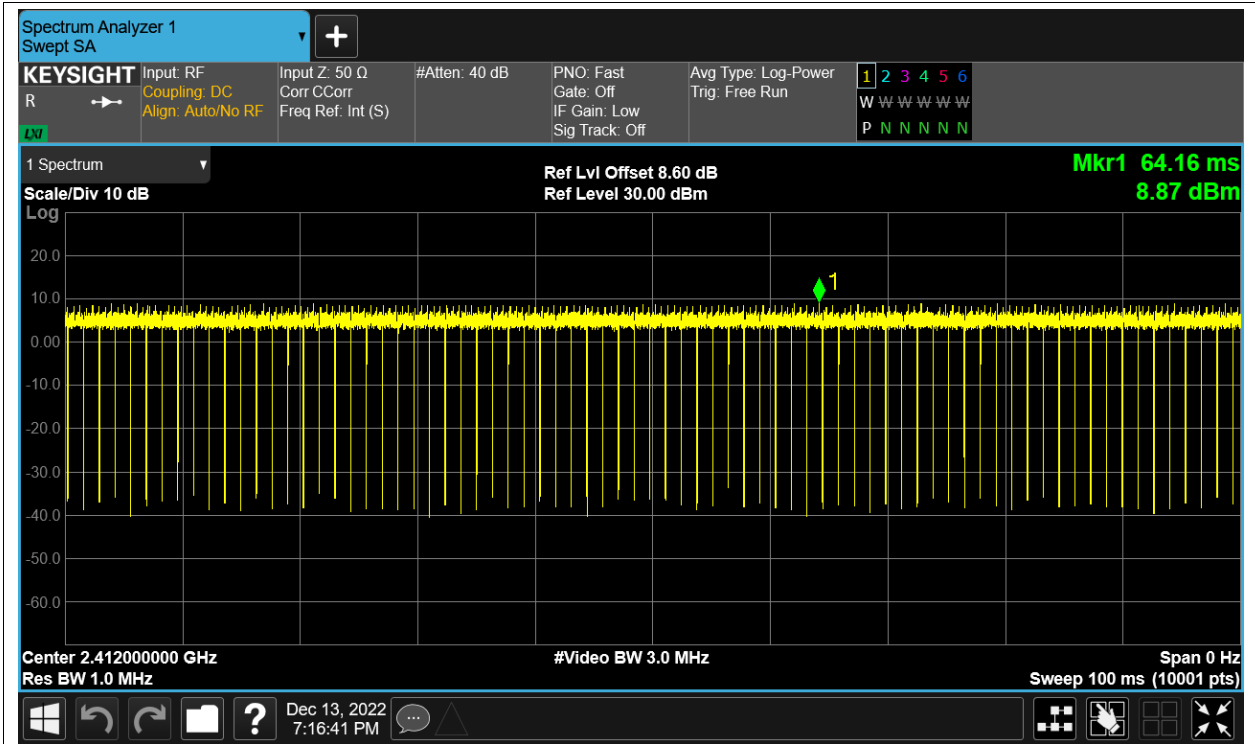 Spectrum Analyzer 1
Swept SA
KEYSIGHT
R
LXI
Input: RF
Coupling: DC
Align: Auto/No RF
Input Z: 50 Ω
Corr CCorr
Freq Ref: Int (S)
#Atten: 40 dB
PNO: Fast
Gate: Off
IF Gain: Low
Sig Track: Off
Avg Type: Log-Power
Trig: Free Run
1 2 3 4 5 6
W W W W W W
P N N N N N
1 Spectrum
Scale/Div 10 dB
Ref Lvl Offset 8.60 dB
Ref Level 30.00 dBm
Mkr1 64.16 ms
8.87 dBm
Log
20.0
10.0
0.00
-10.0
-20.0
-30.0
-40.0
-50.0
-60.0
1
Center 2.412000000 GHz
Res BW 1.0 MHz
#Video BW 3.0 MHz
Span 0 Hz
Sweep 100 ms (10001 pts)
?
Dec 13, 2022
7:16:41 PM